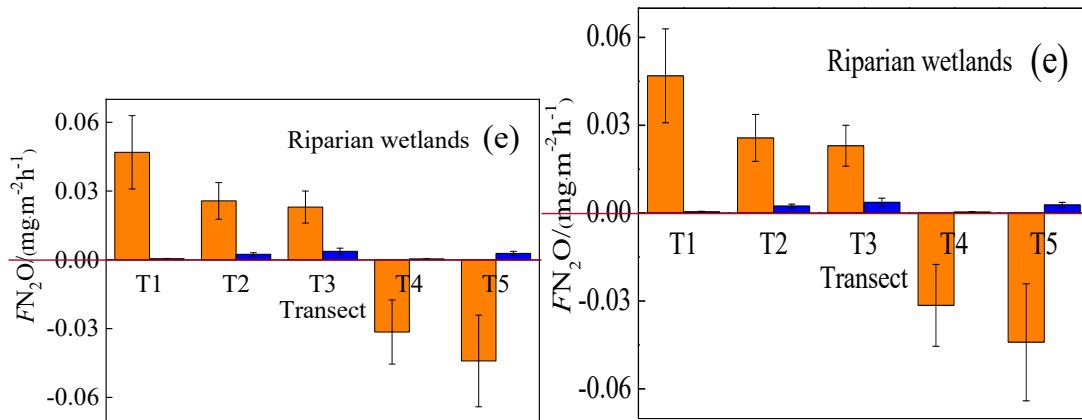 0.06
Riparian wetlands (e)
0.03
0.00
T1 T2 T3 T4 T5
Transect
-0.03
-0.06
FN₂O/(mg·m⁻²h⁻¹)
0.06
Riparian wetlands (e)
0.03
0.00
T1 T2 T3 T4 T5
Transect
-0.03
-0.06
FN₂O/(mg·m⁻²h⁻¹)